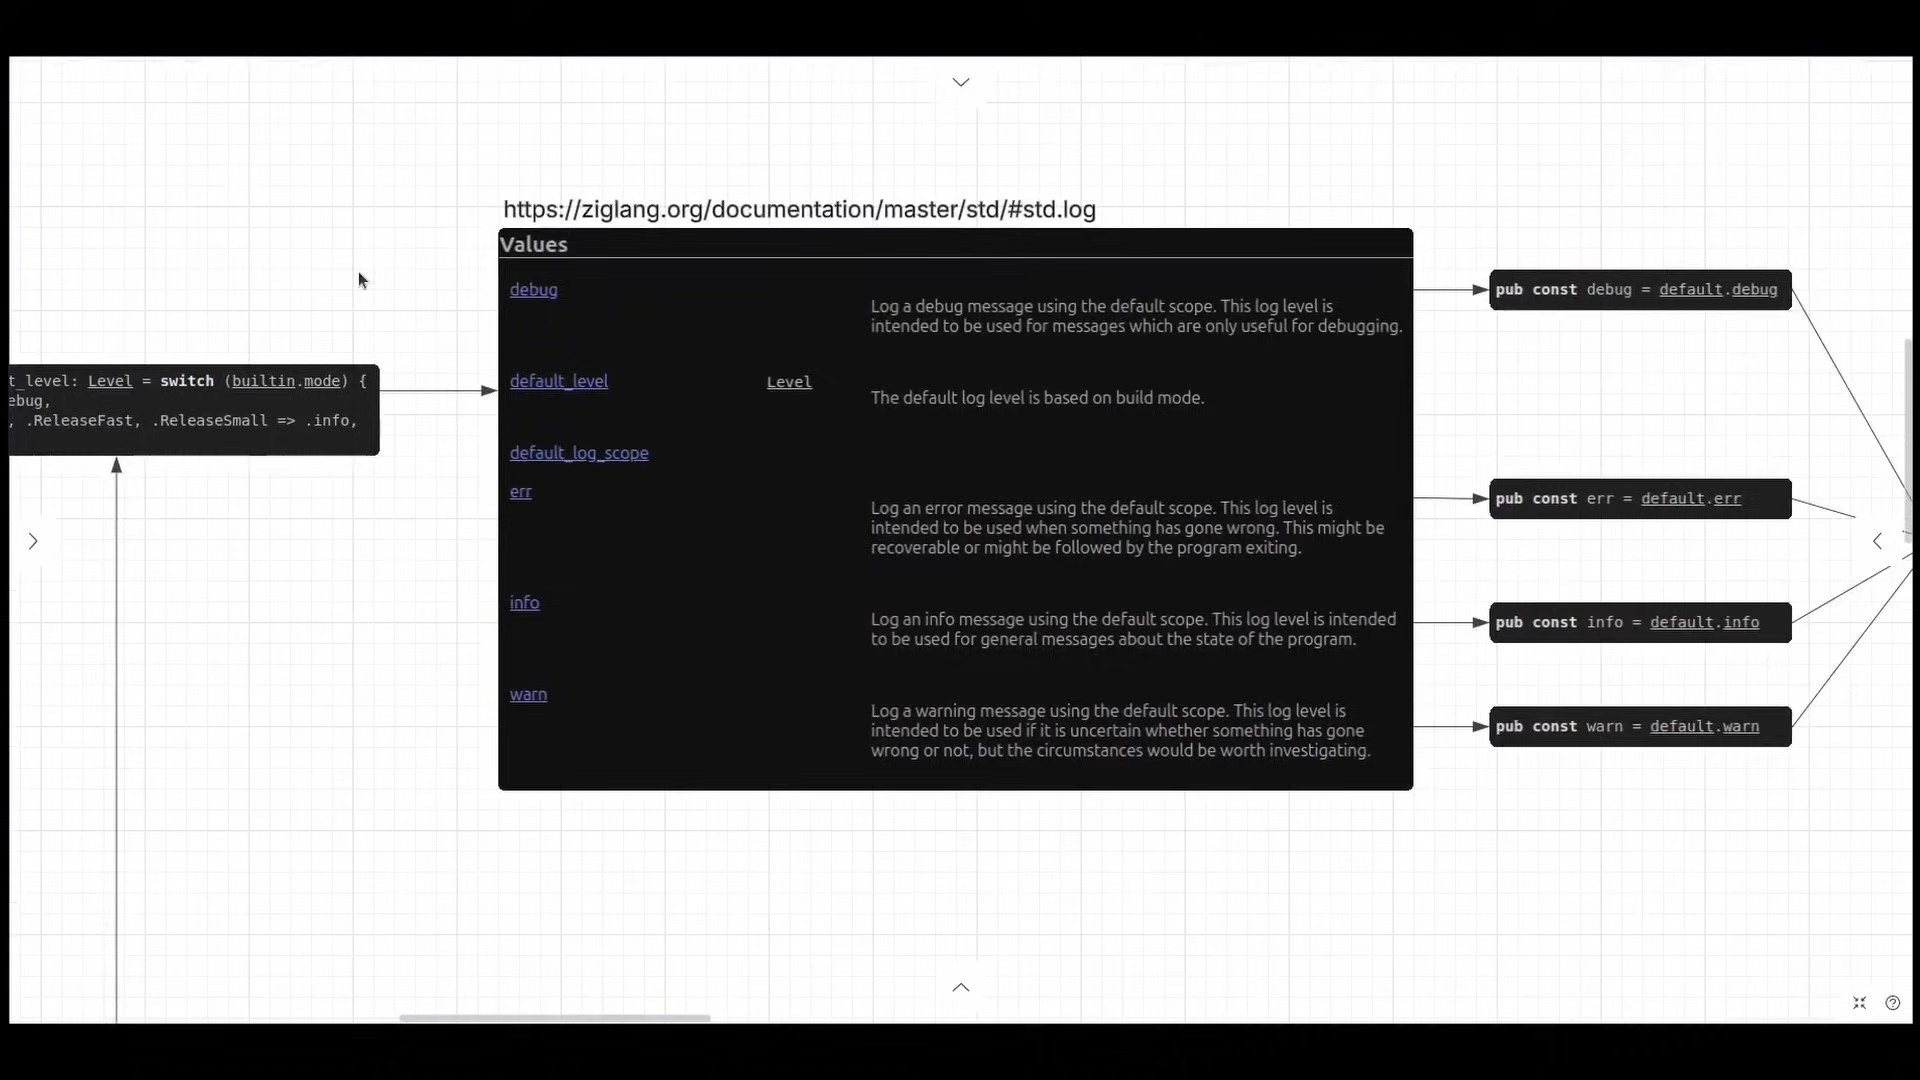 https://ziglang.org/documentation/master/std/#std.log
Values
debug
Log a debug message using the default scope. This log level is
intended to be used for messages which are only useful for debugging.
default_level Level
The default log level is based on build mode.
default_log_scope
err
Log an error message using the default scope. This log level is
intended to be used when something has gone wrong. This might be
recoverable or might be followed by the program exiting.
info
Log an info message using the default scope. This log level is intended
to be used for general messages about the state of the program.
warn
Log a warning message using the default scope. This log level is
intended to be used if it is uncertain whether something has gone
wrong or not, but the circumstances would be worth investigating.
t_level: Level = switch (builtin.mode) {
ebug,
, .ReleaseFast, .ReleaseSmall => .info,
pub const debug = default.debug
pub const err = default.err
pub const info = default.info
pub const warn = default.warn